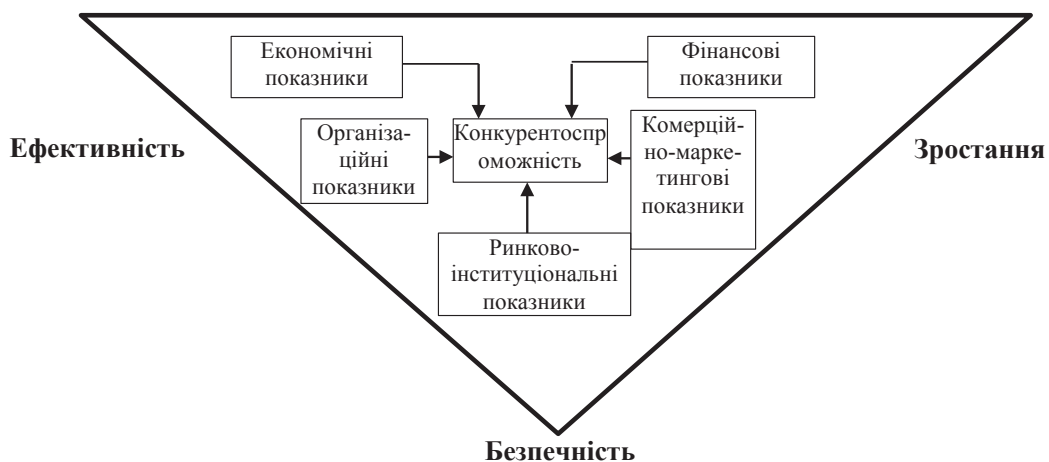 Економічні
показники
Фінансові
показники
Ефективність
Організа-
ційні
показники
Конкурентоспр
оможність
Комерцій-
но-марке-
тингові
показники
Зростання
Ринково-
інституціональні
показники
Безпечність